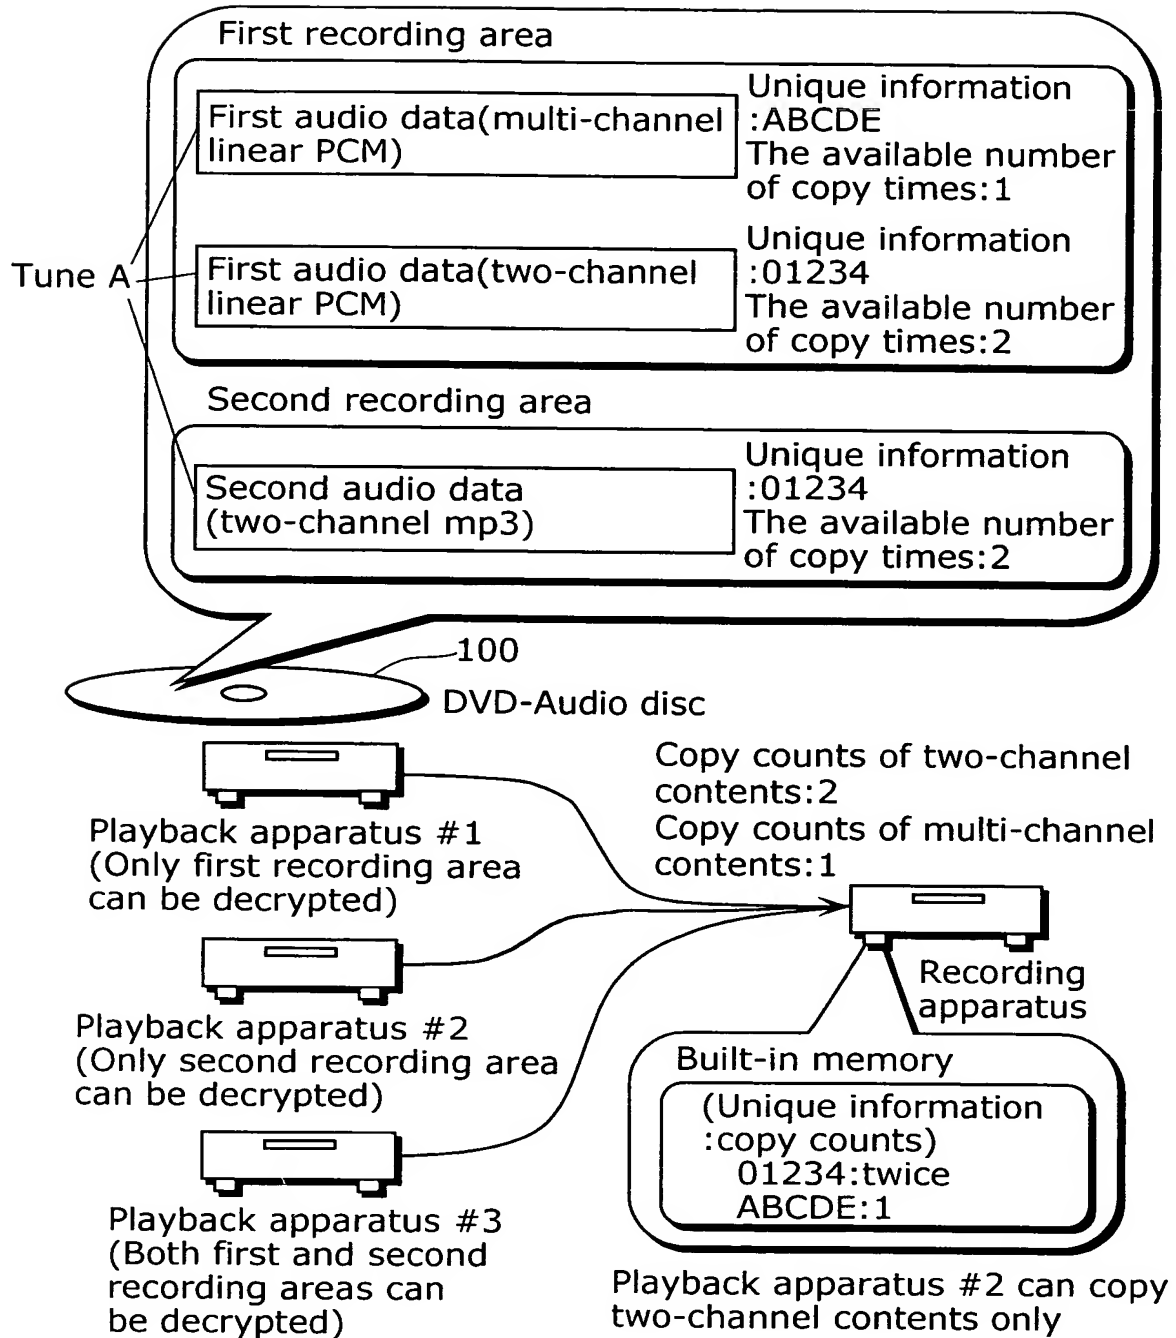 First recording area
First audio data(multi-channel
linear PCM)
Unique information
:ABCDE
The available number
of copy times:1
Tune A
First audio data(two-channel
linear PCM)
Unique information
:01234
The available number
of copy times:2
Second recording area
Second audio data
(two-channel mp3)
Unique information
:01234
The available number
of copy times:2
100
DVD-Audio disc
Playback apparatus #1
(Only first recording area
can be decrypted)
Copy counts of two-channel
contents:2
Copy counts of multi-channel
contents:1
Playback apparatus #2
(Only second recording area
can be decrypted)
Recording
apparatus
Built-in memory
(Unique information
:copy counts)
01234:twice
ABCDE:1
Playback apparatus #3
(Both first and second
recording areas can
be decrypted)
Playback apparatus #2 can copy
two-channel contents only